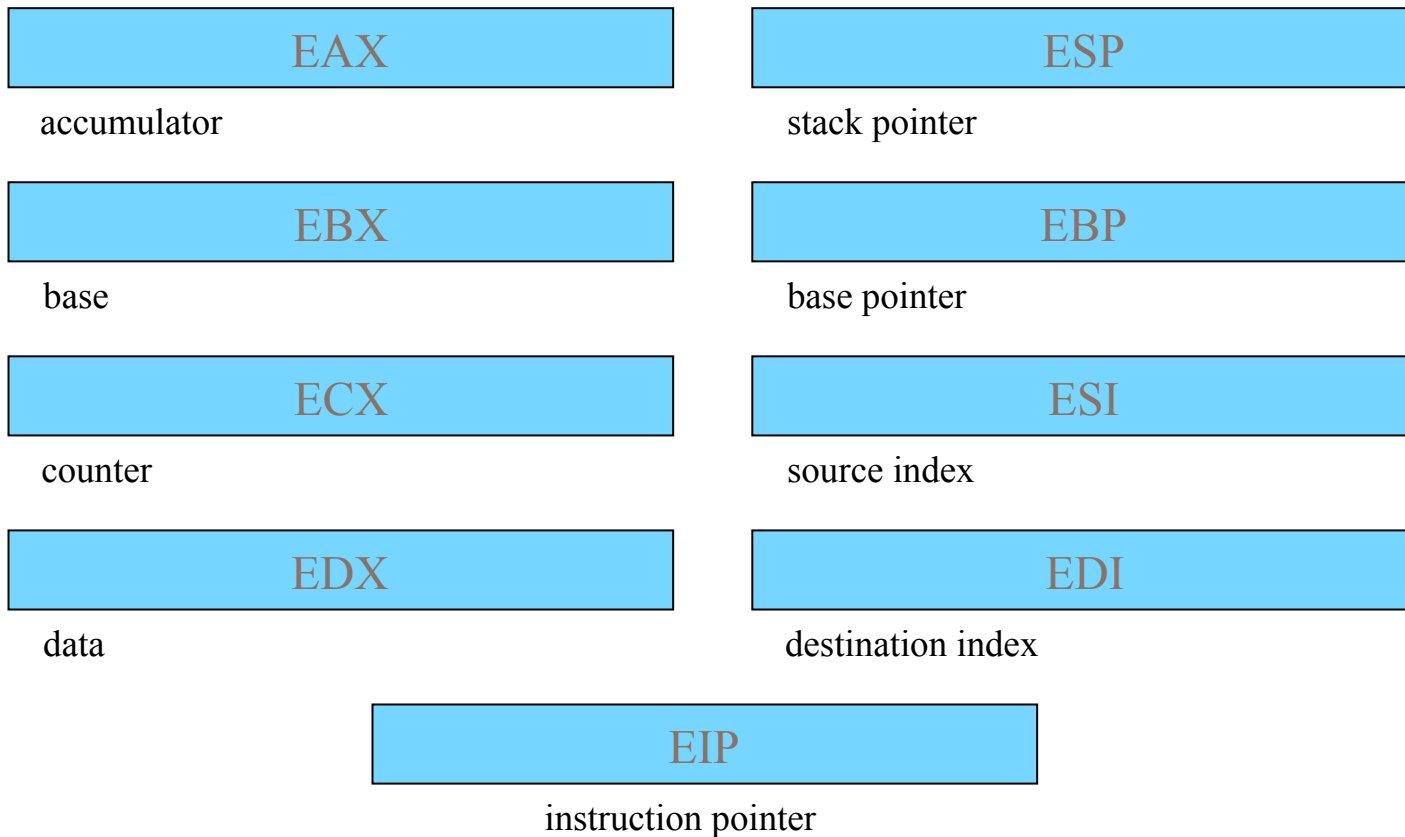 EAX
ESP
accumulator
stack pointer
EBX
EBP
base
base pointer
ECX
ESI
counter
source index
EDX
EDI
data
destination index
EIP
instruction pointer